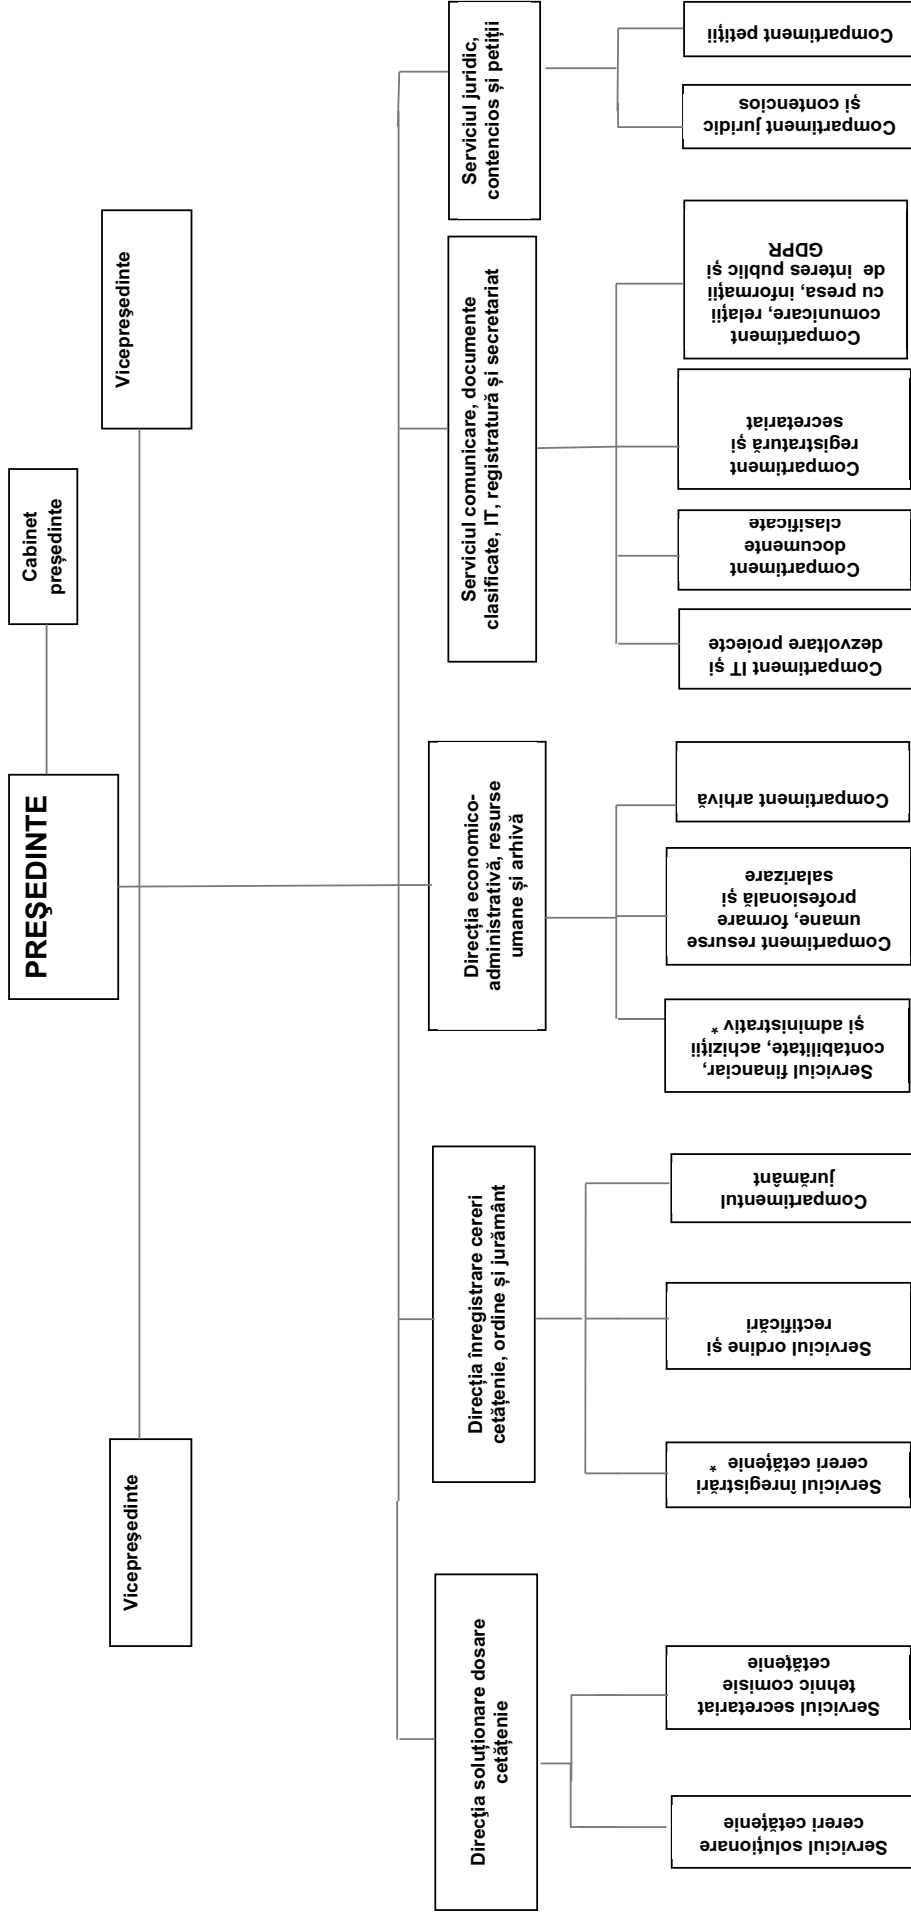 PREŞEDINTE
Cabinet
președinte
Vicepreşedinte
Vicepreşedinte
Direcţia soluționare dosare
cetățenie
Direcția înregistrare cereri
cetățenie, ordine și jurământ
Direcția economico-
administrativă, resurse
umane și arhivă
Serviciul comunicare, documente
clasificate, IT, registratură și secretariat
Serviciul juridic,
contencios și petiții
Serviciul soluționare
cereri cetățenie
Serviciul secretariat
tehnic comisie
cetățenie
Serviciul înregistrări
cereri cetățenie *
Serviciul ordine și
rectificări
Compartimentul
jurământ
Serviciul financiar,
contabilitate, achiziții
și administrativ *
Compartiment resurse
umane, formare
profesională și
salarizare
Compartiment arhivă
Compartiment IT și
dezvoltare proiecte
Compartiment
documente
clasificate
Compartiment
registratură și
secretariat
Compartiment
comunicare, relații
cu presa, informații
de interes public și
GDPR
Compartiment juridic
și contencios
Compartiment petiții